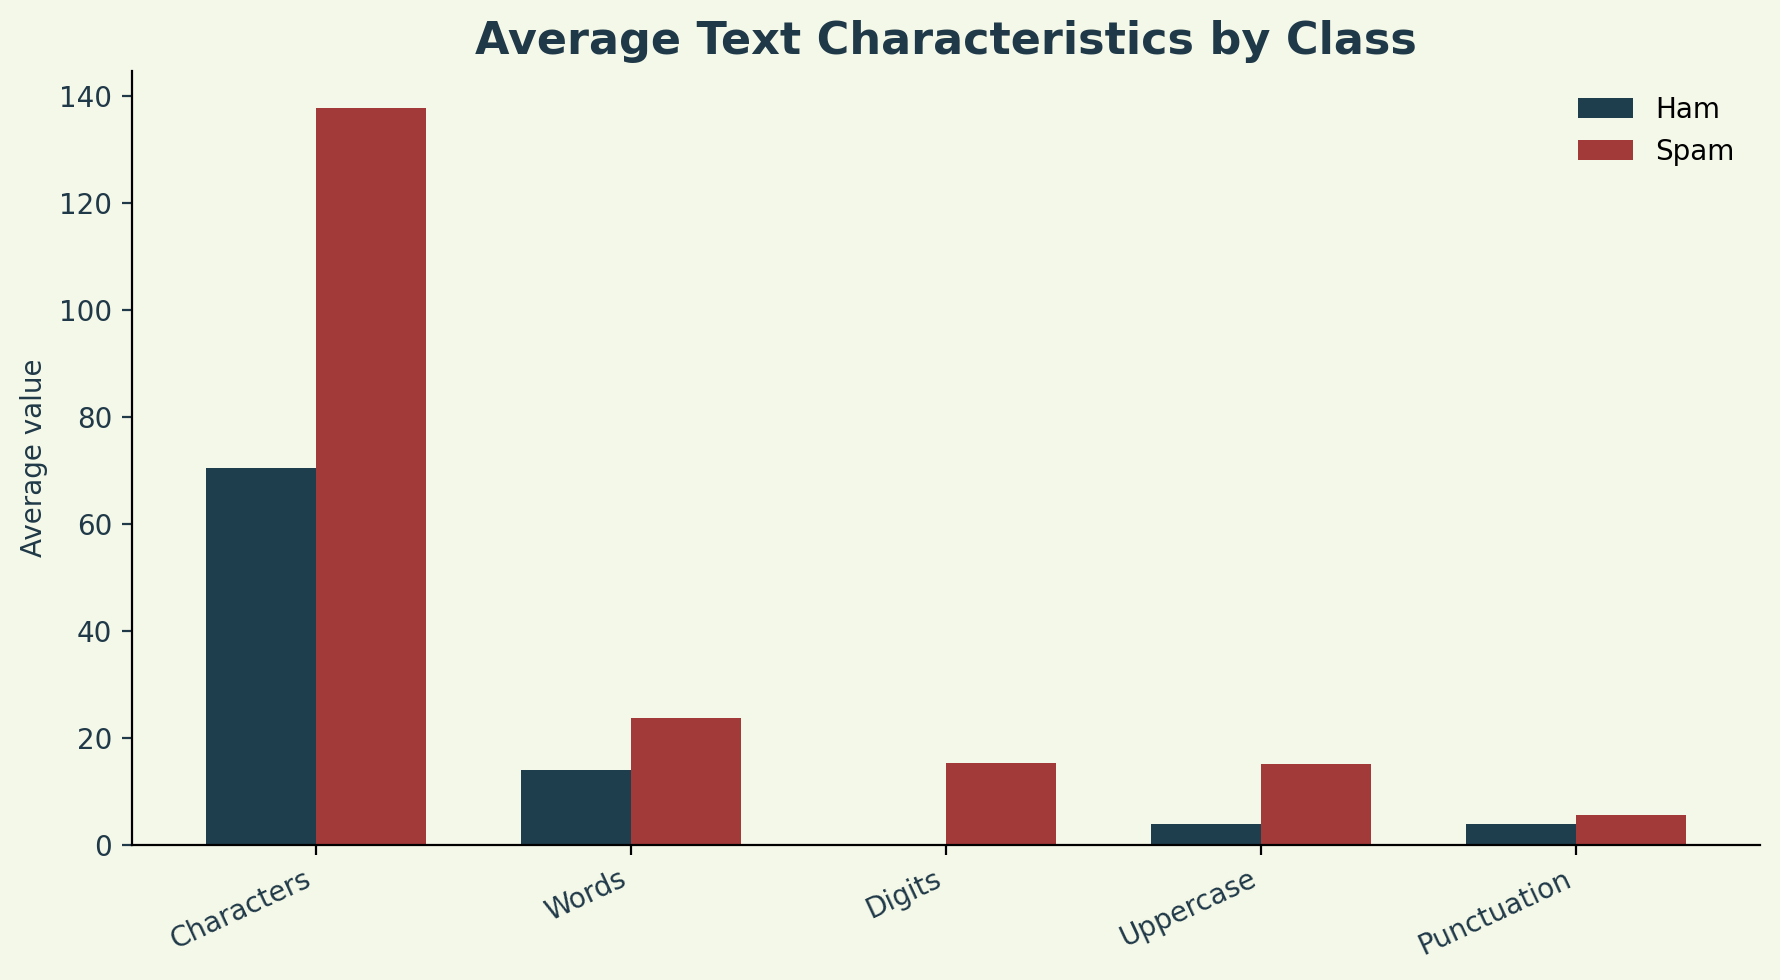 Average Text Characteristics by Class
Ham
Spam
Average value
140
120
100
80
60
40
20
0
Characters
Words
Digits
Uppercase
Punctuation